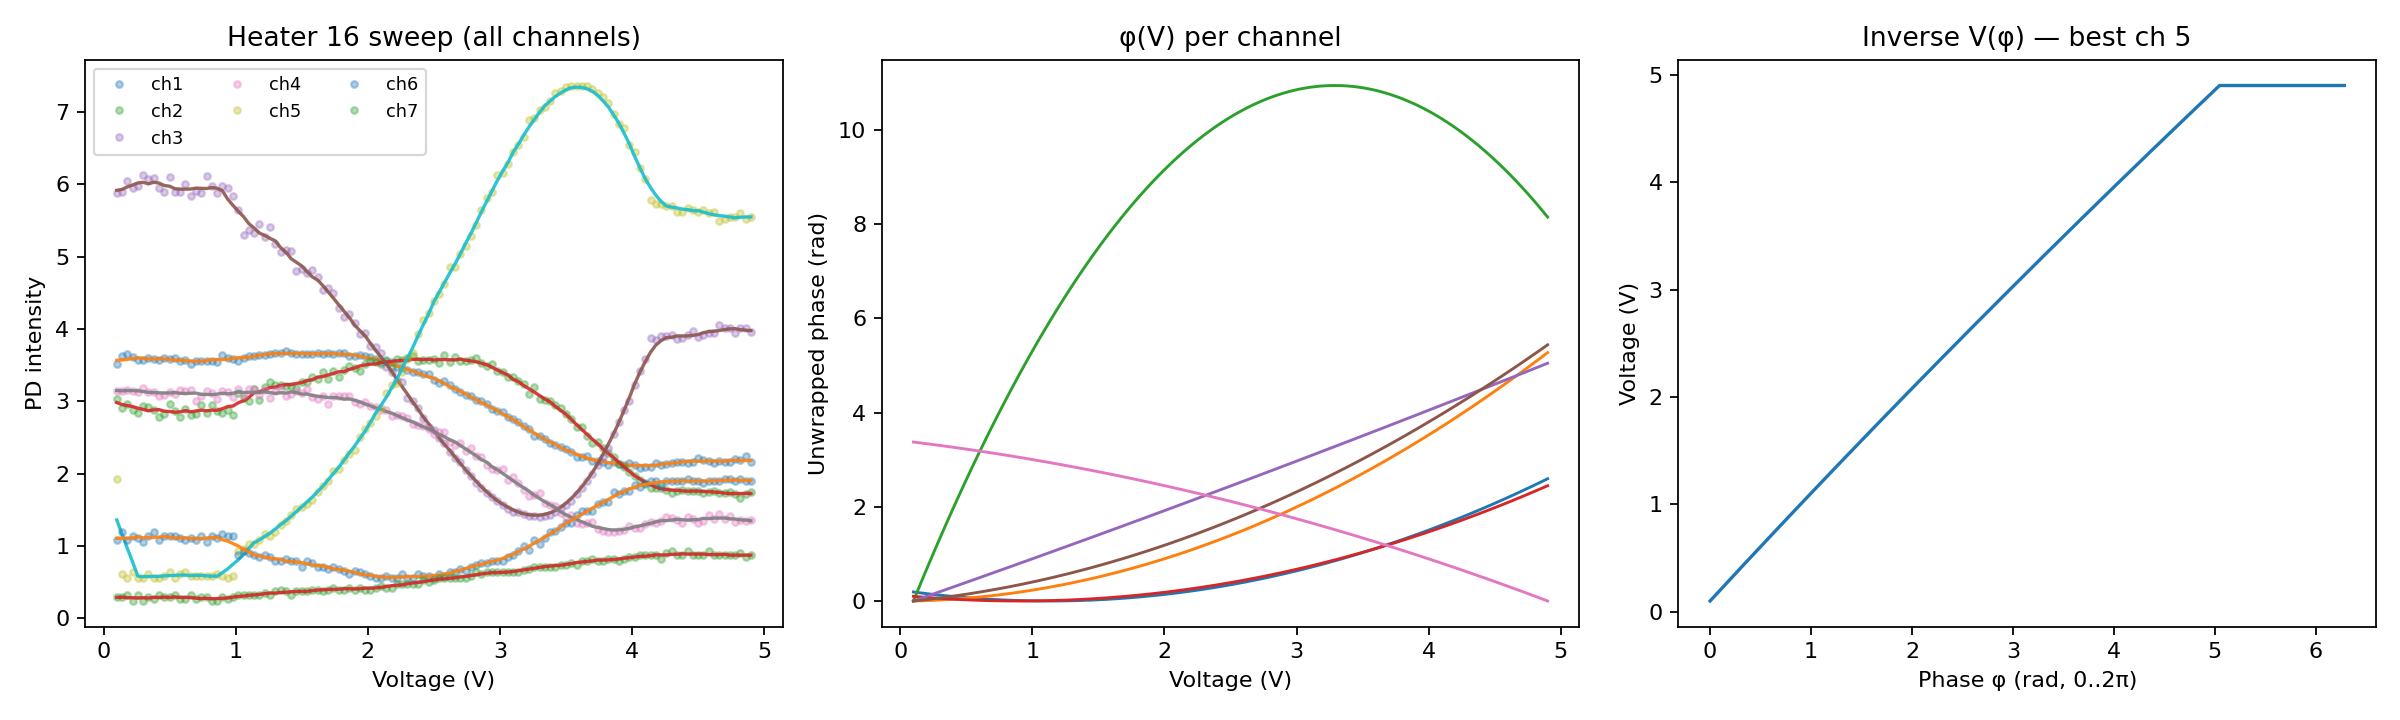 Heater 16 sweep (all channels)
PD intensity
7
6
5
4
3
2
1
0
ch1 ch4 ch6
ch2 ch5 ch7
ch3
0 1 2 3 4 5
Voltage (V)
φ(V) per channel
Unwrapped phase (rad)
10
8
6
4
2
0
0 1 2 3 4 5
Voltage (V)
Inverse V(φ) — best ch 5
Voltage (V)
5
4
3
2
1
0
0 1 2 3 4 5 6
Phase φ (rad, 0..2π)